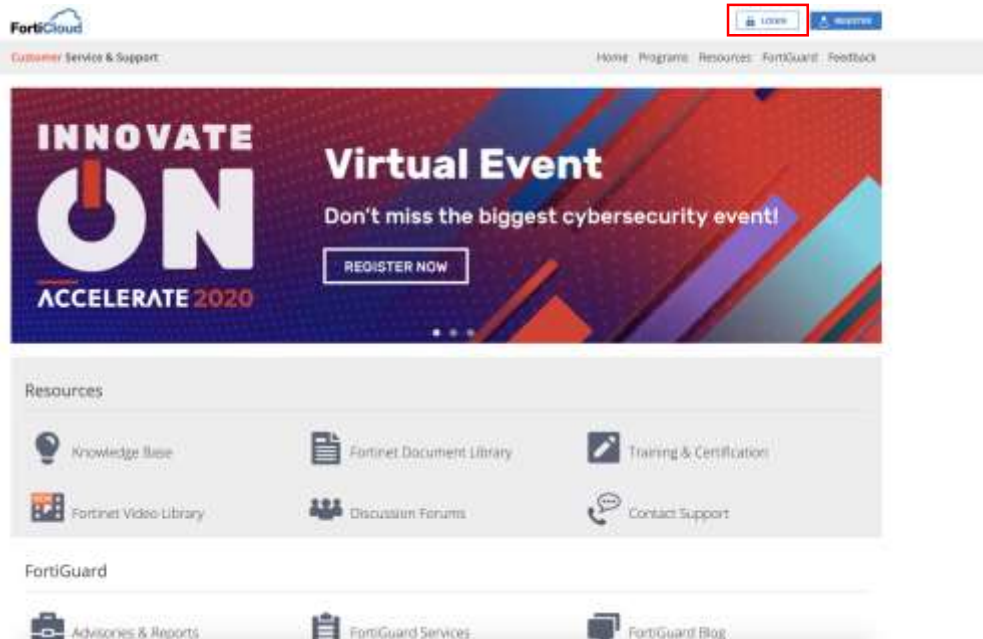 FortiCloud
LOGIN
REGISTER
Customer Service & Support
Home Programs Resources FortiGuard Feedback
INNOVATE
ON
ACCELERATE 2020
Virtual Event
Don't miss the biggest cybersecurity event!
REGISTER NOW
Resources
Knowledge Base
Fortinet Document Library
Training & Certification
Fortinet Video Library
Discussion Forums
Contact Support
FortiGuard
Advisories & Reports
FortiGuard Services
FortiGuard Blog